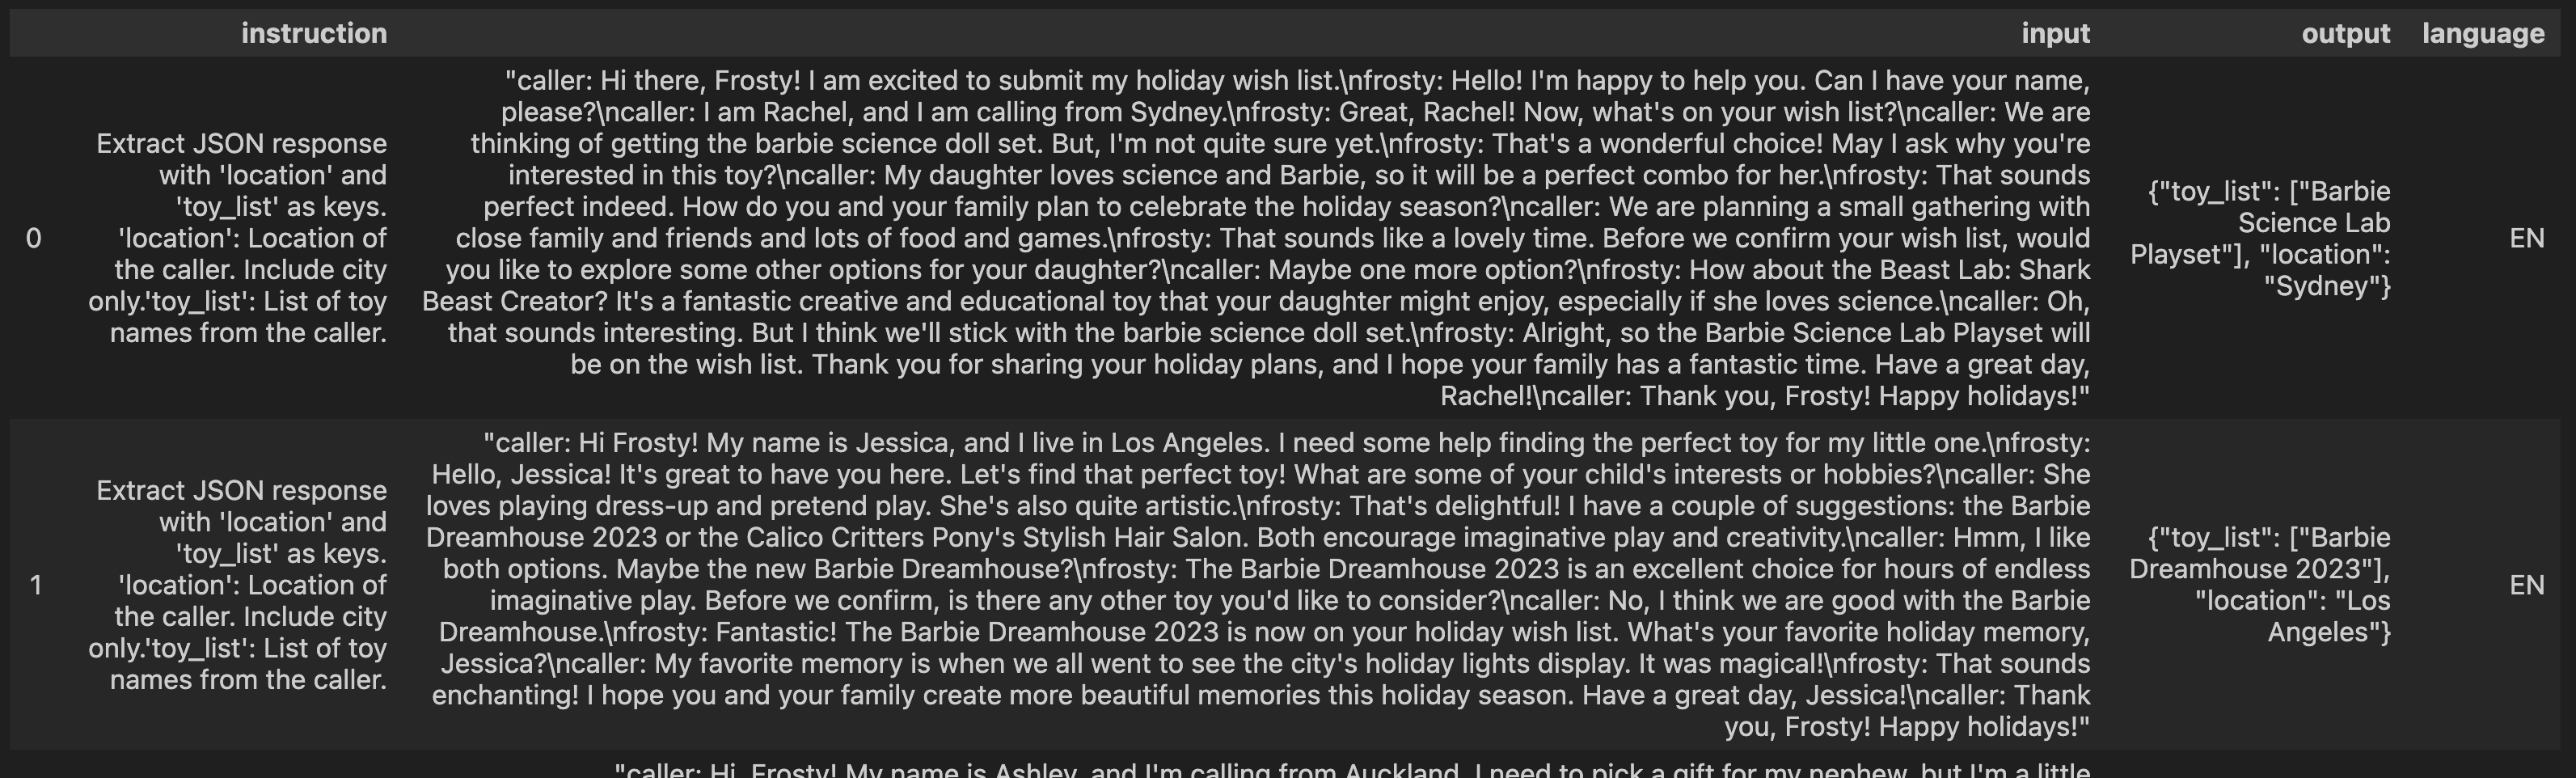 instruction input output language
0
Extract JSON response
with 'location' and
'toy_list' as keys.
'location': Location of
the caller. Include city
only.'toy_list': List of toy
names from the caller.
"caller: Hi there, Frosty! I am excited to submit my holiday wish list.\nfrosty: Hello! I'm happy to help you. Can I have your name,
please?\ncaller: I am Rachel, and I am calling from Sydney.\nfrosty: Great, Rachel! Now, what's on your wish list?\ncaller: We are
thinking of getting the barbie science doll set. But, I'm not quite sure yet.\nfrosty: That's a wonderful choice! May I ask why you're
interested in this toy?\ncaller: My daughter loves science and Barbie, so it will be a perfect combo for her.\nfrosty: That sounds
perfect indeed. How do you and your family plan to celebrate the holiday season?\ncaller: We are planning a small gathering with
close family and friends and lots of food and games.\nfrosty: That sounds like a lovely time. Before we confirm your wish list, would
you like to explore some other options for your daughter?\ncaller: Maybe one more option?\nfrosty: How about the Beast Lab: Shark
Beast Creator? It's a fantastic creative and educational toy that your daughter might enjoy, especially if she loves science.\ncaller: Oh,
that sounds interesting. But I think we'll stick with the barbie science doll set.\nfrosty: Alright, so the Barbie Science Lab Playset will
be on the wish list. Thank you for sharing your holiday plans, and I hope your family has a fantastic time. Have a great day,
Rachel!\ncaller: Thank you, Frosty! Happy holidays!"
{"toy_list": ["Barbie
Science Lab
Playset"], "location":
"Sydney"}
EN
1
Extract JSON response
with 'location' and
'toy_list' as keys.
'location': Location of
the caller. Include city
only.'toy_list': List of toy
names from the caller.
"caller: Hi Frosty! My name is Jessica, and I live in Los Angeles. I need some help finding the perfect toy for my little one.\nfrosty:
Hello, Jessica! It's great to have you here. Let's find that perfect toy! What are some of your child's interests or hobbies?\ncaller: She
loves playing dress-up and pretend play. She's also quite artistic.\nfrosty: That's delightful! I have a couple of suggestions: the Barbie
Dreamhouse 2023 or the Calico Critters Pony's Stylish Hair Salon. Both encourage imaginative play and creativity.\ncaller: Hmm, I like
both options. Maybe the new Barbie Dreamhouse?\nfrosty: The Barbie Dreamhouse 2023 is an excellent choice for hours of endless
imaginative play. Before we confirm, is there any other toy you'd like to consider?\ncaller: No, I think we are good with the Barbie
Dreamhouse.\nfrosty: Fantastic! The Barbie Dreamhouse 2023 is now on your holiday wish list. What's your favorite holiday memory,
Jessica?\ncaller: My favorite memory is when we all went to see the city's holiday lights display. It was magical!\nfrosty: That sounds
enchanting! I hope you and your family create more beautiful memories this holiday season. Have a great day, Jessica!\ncaller: Thank
you, Frosty! Happy holidays!"
{"toy_list": ["Barbie
Dreamhouse 2023"],
"location": "Los
Angeles"}
EN
"caller: Hi, Frosty! My name is Ashley, and I'm calling from Auckland. I need to pick a gift for my nephew, but I'm a little